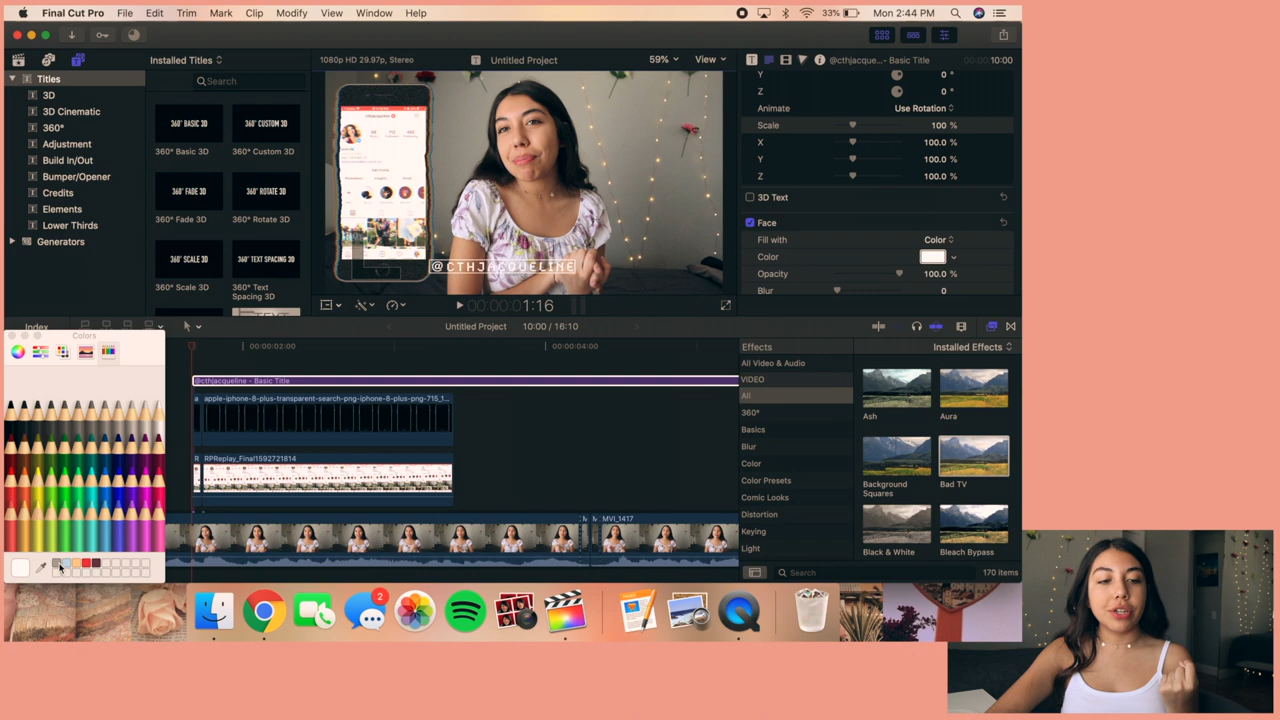 Final Cut Pro File Edit Trim Mark Clip Modify View Window Help 33% Mon 2:44 PM
Installed Titles 1080p HD 29.97p, Stereo Untitled Project 59% View @cthjacque...- Basic Title 00:00:10:00
Titles
Search
3D
3D Cinematic
360°
Adjustment
Build In/Out
Bumper/Opener
Credits
Elements
Lower Thirds
Generators
360° BASIC 3D
360° CUSTOM 3D
360° Basic 3D
360° Custom 3D
360° FADE 3D
360° ROTATE 3D
360° Fade 3D
360° Rotate 3D
360° SCALE 3D
360° TEXT SPACING 3D
360° Scale 3D
360° Text
Spacing 3D
@CTHJACQUELINE
00:00:01:16
Y 0 °
Z 0 °
Animate Use Rotation
Scale 100 %
X 100.0 %
Y 100.0 %
Z 100.0 %
3D Text
Face
Fill with Color
Color
Opacity 100.0 %
Blur 0
Index Untitled Project 10:00 / 16:10
Colors
00:00:02:00 00:00:04:00
@cthjacqueline - Basic Title
a apple-iphone-8-plus-transparent-search-png-iphone-8-plus-png-715_1...
R RPReplay_Final1592721814
M MVI_1417
Effects Installed Effects
All Video & Audio
VIDEO
All
360°
Basics
Blur
Color
Color Presets
Comic Looks
Distortion
Keying
Light
Ash
Aura
Background
Squares
Bad TV
Black & White
Bleach Bypass
Search 170 items
2